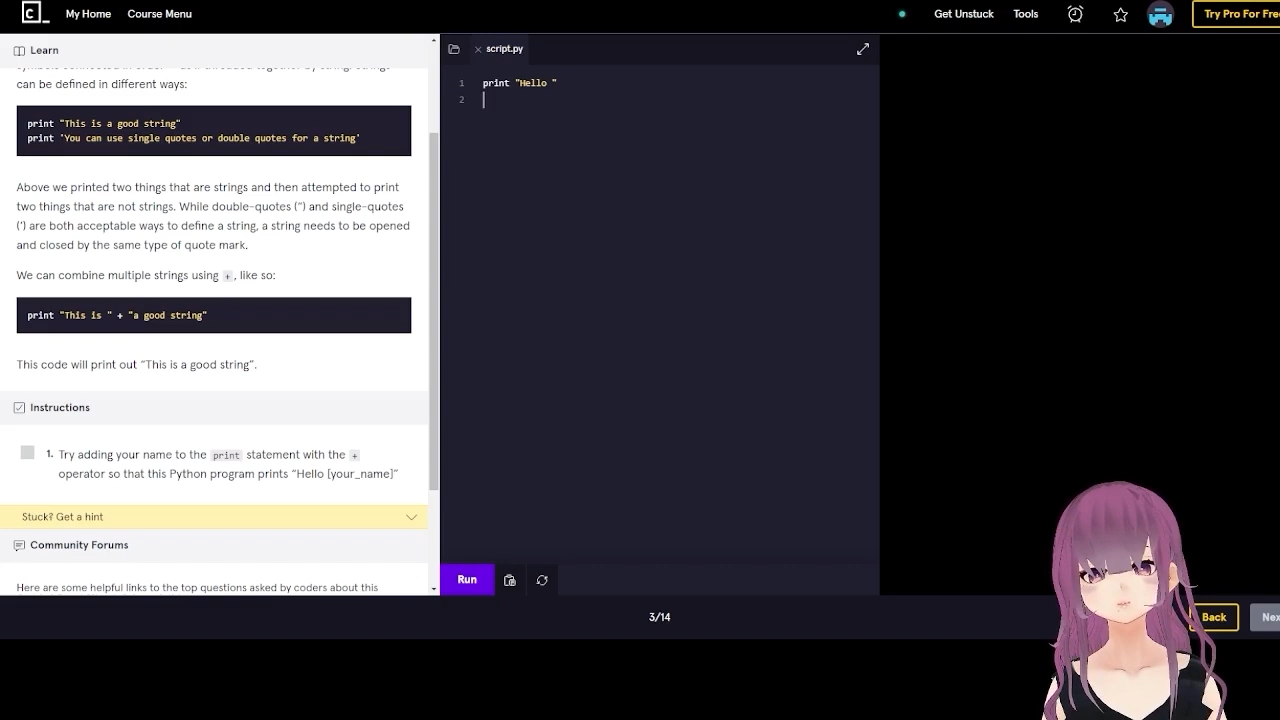 C_
My Home
Course Menu
Get Unstuck
Tools
Try Pro For Fre
Learn
can be defined in different ways:
print "This is a good string"
print 'You can use single quotes or double quotes for a string'
Above we printed two things that are strings and then attempted to print
two things that are not strings. While double-quotes (") and single-quotes
(') are both acceptable ways to define a string, a string needs to be opened
and closed by the same type of quote mark.
We can combine multiple strings using +, like so:
print "This is " + "a good string"
This code will print out “This is a good string”.
Instructions
1. Try adding your name to the print statement with the +
operator so that this Python program prints “Hello [your_name]”
Stuck? Get a hint
Community Forums
Here are some helpful links to the top questions asked by coders about this
script.py
1 print "Hello "
2
Run
3/14
Back
Nex